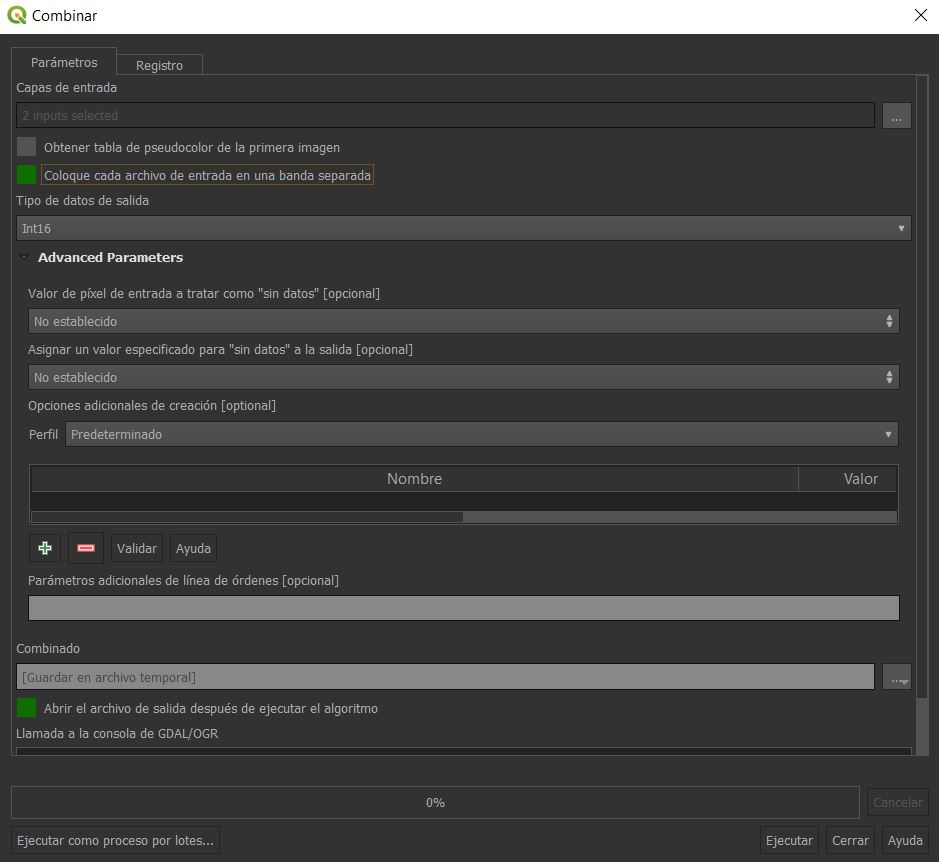 Combinar
Parámetros
Registro
Capas de entrada
2 inputs selected
...
Obtener tabla de pseudocolor de la primera imagen
Coloque cada archivo de entrada en una banda separada
Tipo de datos de salida
Int16
Advanced Parameters
Valor de píxel de entrada a tratar como "sin datos" [opcional]
No establecido
Asignar un valor especificado para "sin datos" a la salida [opcional]
No establecido
Opciones adicionales de creación [optional]
Perfil Predeterminado
Nombre Valor
Validar Ayuda
Parámetros adicionales de línea de órdenes [opcional]
Combinado
[Guardar en archivo temporal]
...
Abrir el archivo de salida después de ejecutar el algoritmo
Llamada a la consola de GDAL/OGR
0% Cancelar
Ejecutar como proceso por lotes... Ejecutar Cerrar Ayuda